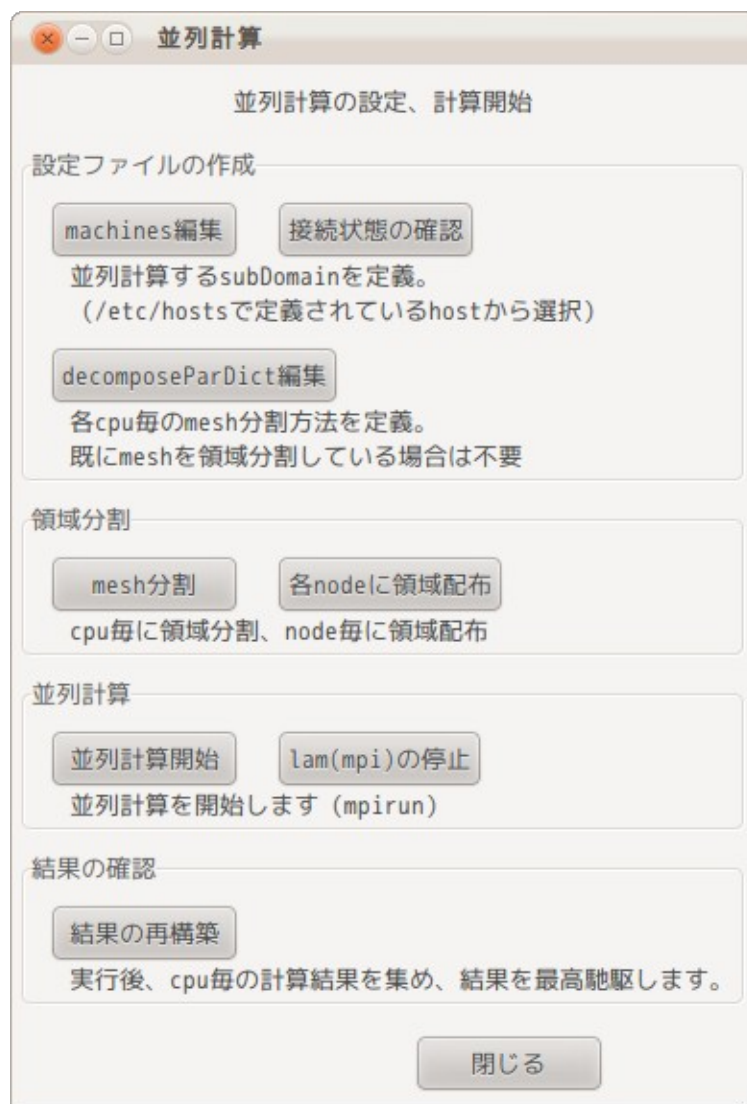 並列計算
並列計算の設定、計算開始
設定ファイルの作成
machines編集 接続状態の確認
並列計算するsubDomainを定義。
(/etc/hostsで定義されているhostから選択)
decomposeParDict編集
各cpu毎のmesh分割方法を定義。
既にmeshを領域分割している場合は不要
領域分割
mesh分割 各nodeに領域配布
cpu毎に領域分割、node毎に領域配布
並列計算
並列計算開始 lam(mpi)の停止
並列計算を開始します (mpirun)
結果の確認
結果の再構築
実行後、cpu毎の計算結果を集め、結果を最高馳駆します。
閉じる